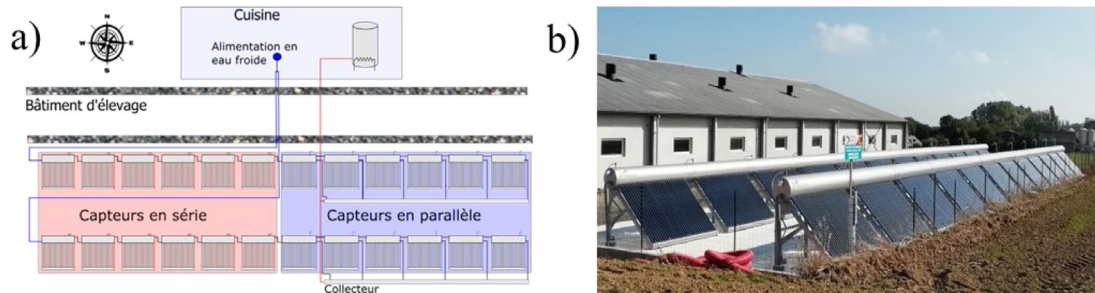 a)
N
W E
S
Cuisine
Alimentation en
eau froide
Bâtiment d'élevage
Capteurs en série
Capteurs en parallèle
Collecteur
b)